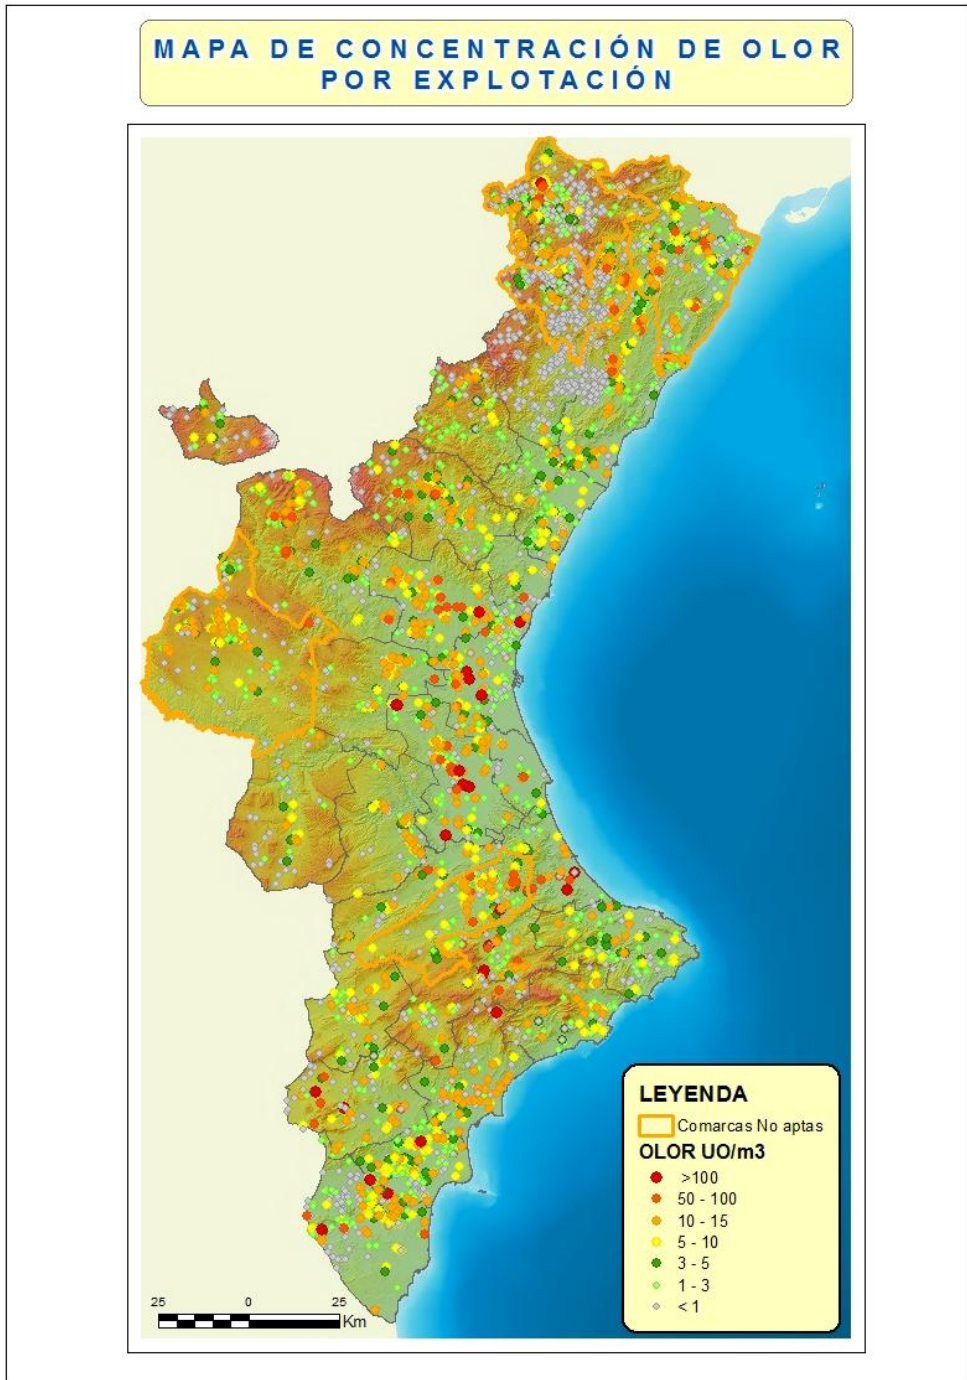 MAPA DE CONCENTRACIÓN DE OLOR
POR EXPLOTACIÓN
LEYENDA
Comarcas No aptas
OLOR UO/m3
>100
50 - 100
10 - 15
5 - 10
3 - 5
1 - 3
< 1
25 0 25
Km